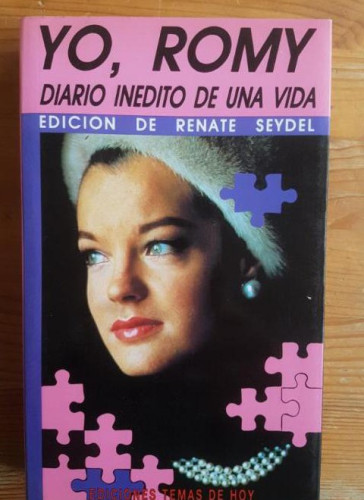 YO, ROMY
DIARIO INEDITO DE UNA VIDA
EDICION DE RENATE SEYDEL
EDICIONES TEMAS DE HOY